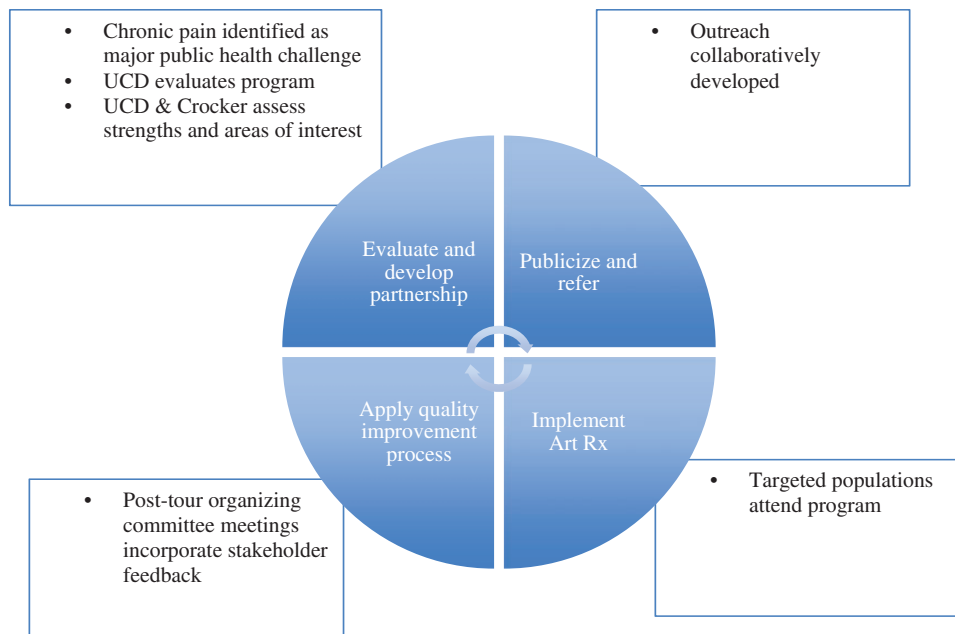 • Chronic pain identified as
major public health challenge
• UCD evaluates program
• UCD & Crocker assess
strengths and areas of interest
• Outreach
collaboratively
developed
Evaluate and
develop
partnership
Publicize and
refer
Apply quality
improvement
process
Implement
Art Rx
• Post-tour organizing
committee meetings
incorporate stakeholder
feedback
• Targeted populations
attend program